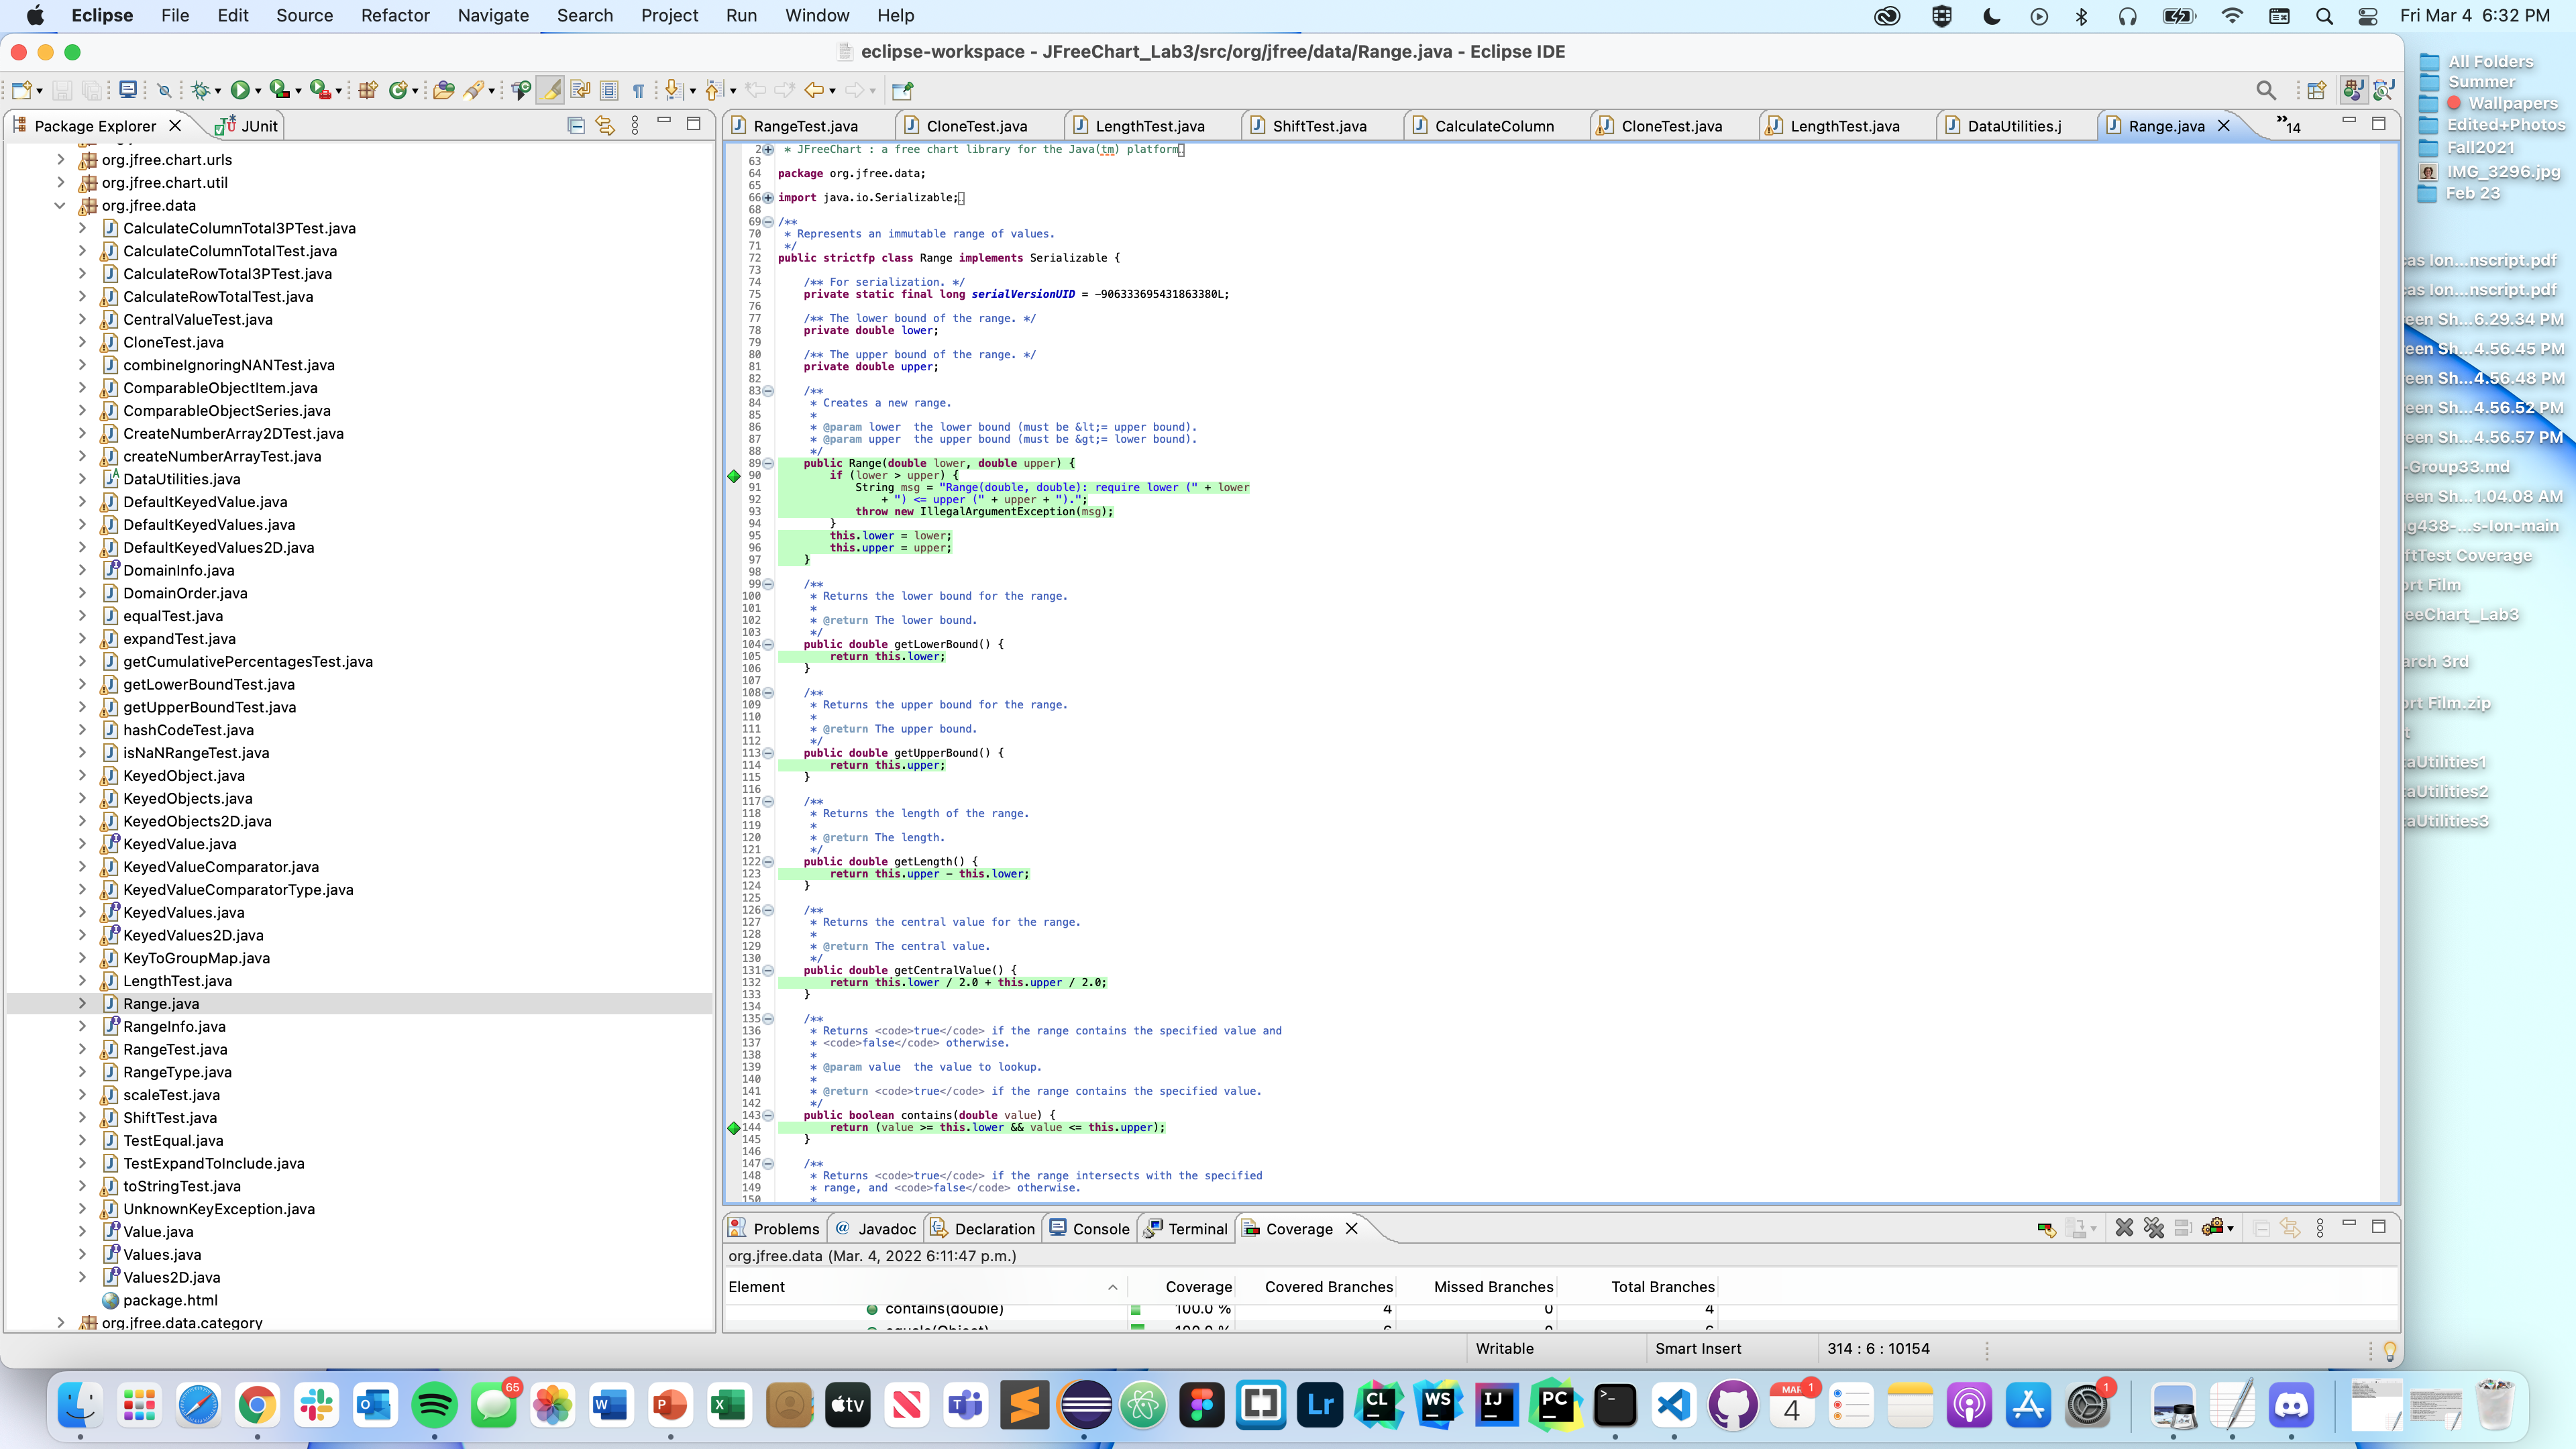 Eclipse File Edit Source Refactor Navigate Search Project Run Window Help
Fri Mar 4 6:32 PM
eclipse-workspace - JFreeChart_Lab3/src/org/jfree/data/Range.java - Eclipse IDE
Package Explorer
JUnit
org.jfree.chart.urls
org.jfree.chart.util
org.jfree.data
CalculateColumnTotal3PTest.java
CalculateColumnTotalTest.java
CalculateRowTotal3PTest.java
CalculateRowTotalTest.java
CentralValueTest.java
CloneTest.java
combineIgnoringNANTest.java
ComparableObjectItem.java
ComparableObjectSeries.java
CreateNumberArray2DTest.java
createNumberArrayTest.java
DataUtilities.java
DefaultKeyedValue.java
DefaultKeyedValues.java
DefaultKeyedValues2D.java
DomainInfo.java
DomainOrder.java
equalTest.java
expandTest.java
getCumulativePercentagesTest.java
getLowerBoundTest.java
getUpperBoundTest.java
hashCodeTest.java
isNaNRangeTest.java
KeyedObject.java
KeyedObjects.java
KeyedObjects2D.java
KeyedValue.java
KeyedValueComparator.java
KeyedValueComparatorType.java
KeyedValues.java
KeyedValues2D.java
KeyToGroupMap.java
LengthTest.java
Range.java
RangeInfo.java
RangeTest.java
RangeType.java
scaleTest.java
ShiftTest.java
TestEqual.java
TestExpandToInclude.java
toStringTest.java
UnknownKeyException.java
Value.java
Values.java
Values2D.java
package.html
org.jfree.data.category
RangeTest.java CloneTest.java LengthTest.java ShiftTest.java CalculateColumn CloneTest.java LengthTest.java DataUtilities.j Range.java 14
2 * JFreeChart : a free chart library for the Java(tm) platform
63
64 package org.jfree.data;
65
66 import java.io.Serializable;
68
69 /**
70 * Represents an immutable range of values.
71 */
72 public strictfp class Range implements Serializable {
73
74 /** For serialization. */
75 private static final long serialVersionUID = -906333695431863380L;
76
77 /** The lower bound of the range. */
78 private double lower;
79
80 /** The upper bound of the range. */
81 private double upper;
82
83 /**
84 * Creates a new range.
85 *
86 * @param lower the lower bound (must be &lt;= upper bound).
87 * @param upper the upper bound (must be &gt;= lower bound).
88 */
89 public Range(double lower, double upper) {
90 if (lower > upper) {
91 String msg = "Range(double, double): require lower (" + lower
92 + ") <= upper (" + upper + ").";
93 throw new IllegalArgumentException(msg);
94 }
95 this.lower = lower;
96 this.upper = upper;
97 }
98
99 /**
100 * Returns the lower bound for the range.
101 *
102 * @return The lower bound.
103 */
104 public double getLowerBound() {
105 return this.lower;
106 }
107
108 /**
109 * Returns the upper bound for the range.
110 *
111 * @return The upper bound.
112 */
113 public double getUpperBound() {
114 return this.upper;
115 }
116
117 /**
118 * Returns the length of the range.
119 *
120 * @return The length.
121 */
122 public double getLength() {
123 return this.upper - this.lower;
124 }
125
126 /**
127 * Returns the central value for the range.
128 *
129 * @return The central value.
130 */
131 public double getCentralValue() {
132 return this.lower / 2.0 + this.upper / 2.0;
133 }
134
135 /**
136 * Returns <code>true</code> if the range contains the specified value and
137 * <code>false</code> otherwise.
138 *
139 * @param value the value to lookup.
140 *
141 * @return <code>true</code> if the range contains the specified value.
142 */
143 public boolean contains(double value) {
144 return (value >= this.lower && value <= this.upper);
145 }
146
147 /**
148 * Returns <code>true</code> if the range intersects with the specified
149 * range, and <code>false</code> otherwise.
150 *
Problems Javadoc Declaration Console Terminal Coverage
org.jfree.data (Mar. 4, 2022 6:11:47 p.m.)
Element Coverage Covered Branches Missed Branches Total Branches
contains(double) 100.0 % 4 0 4
equals(Object) 100.0 % 6 0 6
Writable Smart Insert 314 : 6 : 10154
All Folders
Summer
Wallpapers
Edited+Photos
Fall2021
IMG_3296.jpg
Feb 23
as lon...nscript.pdf
as lon...nscript.pdf
een Sh...6.29.34 PM
een Sh...4.56.45 PM
een Sh...4.56.48 PM
een Sh...4.56.52 PM
een Sh...4.56.57 PM
-Group33.md
een Sh...1.04.08 AM
g438-...s-lon-main
ftTest Coverage
ort Film
eeChart_Lab3
arch 3rd
ort Film.zip
t
aUtilities1
aUtilities2
aUtilities3
65
W P X tv Lr CL WS IJ PC
MAR 4
1
1